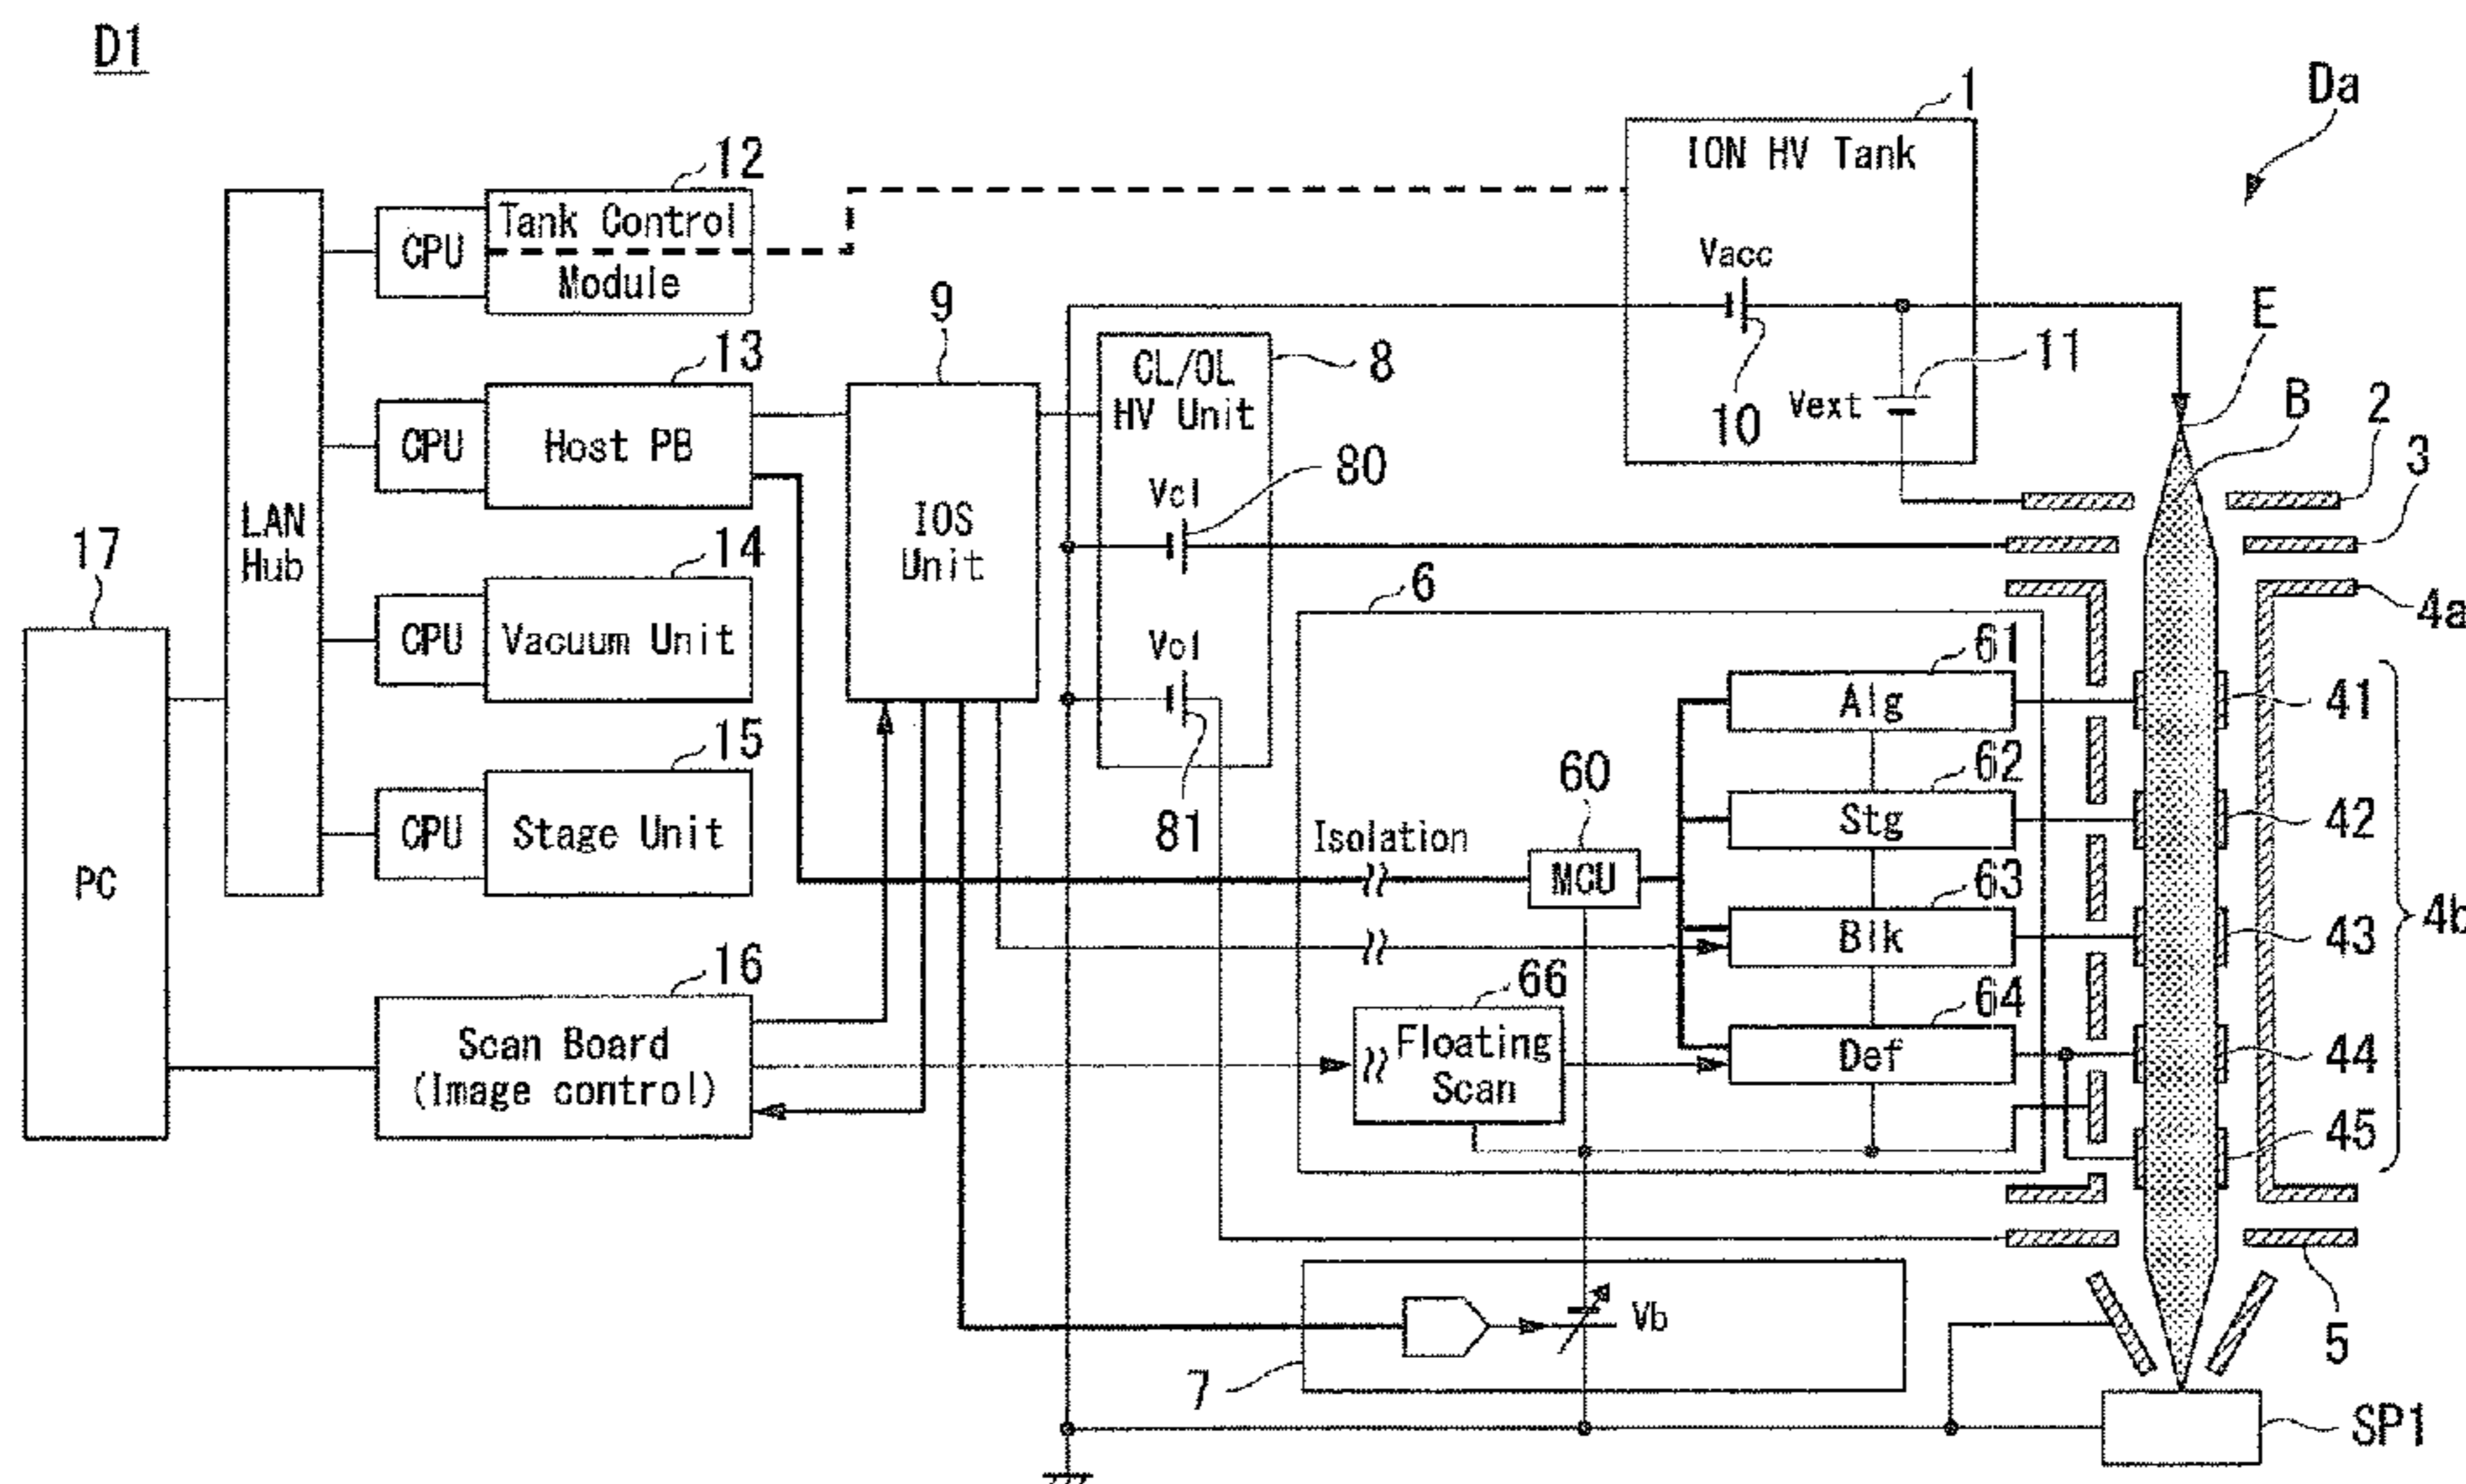 D1
Da
1
ION HV Tank
12
Tank Control
CPU
Module
Vacc
E
9
11
13
8
CL/OL
HV Unit
Vext
B
2
10
CPU
Host PB
80
3
Vcl
LAN
Hub
IOS
Unit
17
14
6
4a
CPU
Vacuum Unit
Vol
61
Alg
41
15
60
62
81
CPU
Stage Unit
Stg
42
Isolation
PC
MCU
63
4b
Blk
43
16
66
64
Scan Board
(Image control)
Floating
Scan
Def
44
45
Vb
7
5
SP1